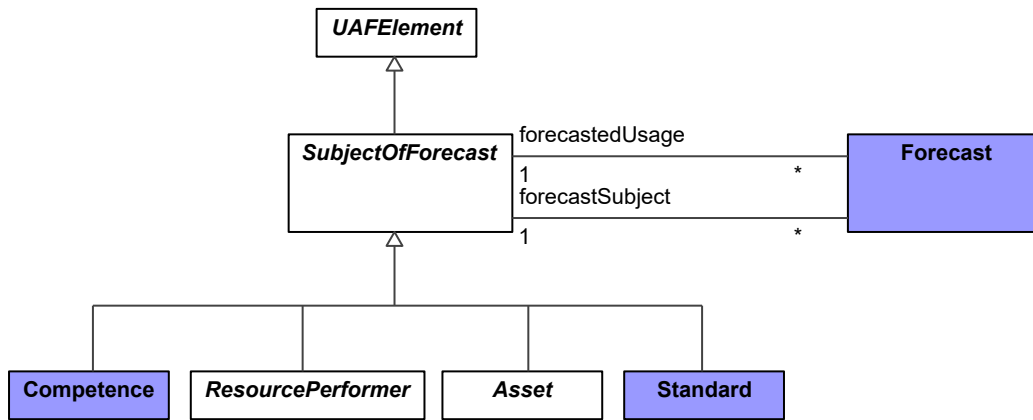 UAFElement
SubjectOfForecast
forecastedUsage
Forecast
1 *
forecastSubject
1 *
Competence
ResourcePerformer
Asset
Standard